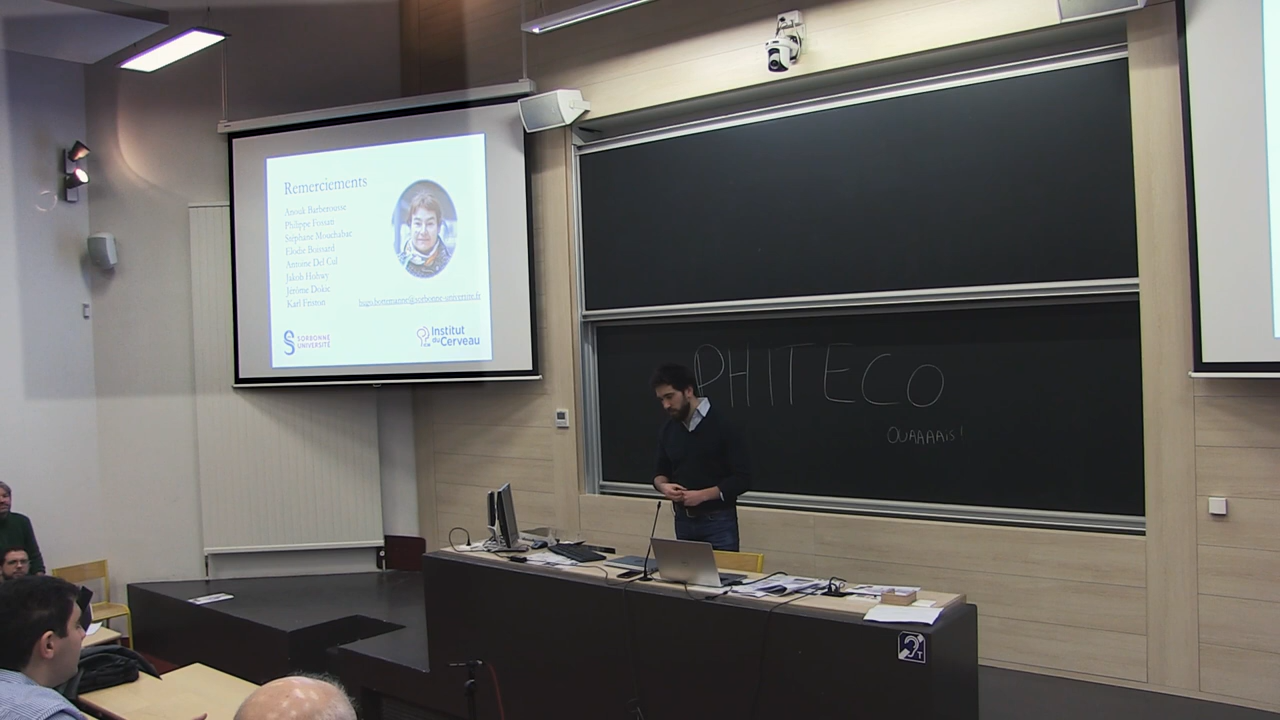 Remerciements
Anouk Barberousse
Philippe Fossati
Stéphane Mouchabac
Elodie Boissard
Antoine Del Cul
Jakob Hohwy
Jerôme Dokic
Karl Friston
hugo.bottemanne@sorbonne-universite.fr
SORBONNE
UNIVERSITÉ
Institut
du Cerveau
PHITECO
OUAAAAIS!
T